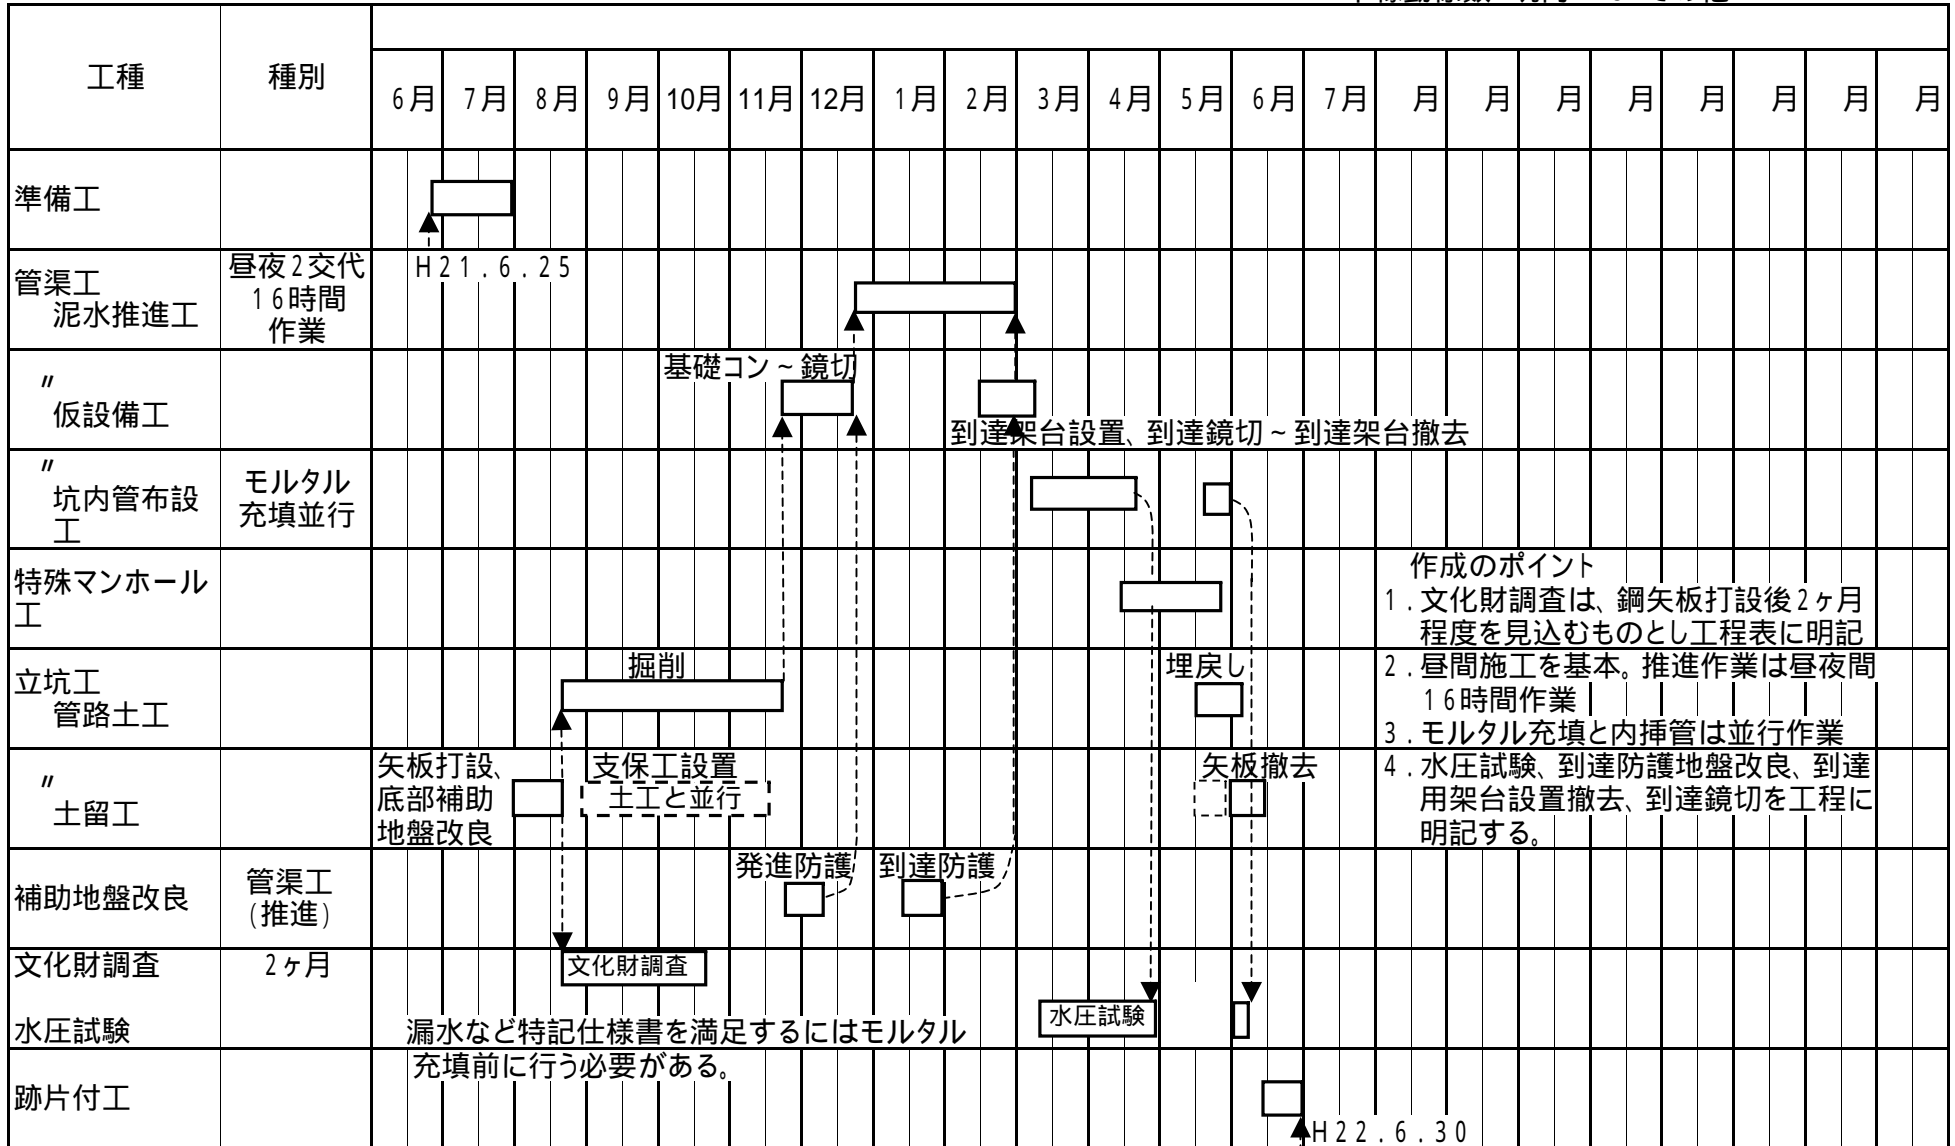 工種 種別
6月 7月 8月 9月 10月 11月 12月 1月 2月 3月 4月 5月 6月 7月 月 月 月 月 月 月 月 月
準備工
H21.6.25
管渠工
泥水推進工
昼夜2交代
16時間
作業
〃
仮設備工
基礎コン~鏡切
到達架台設置、到達鏡切~到達架台撤去
〃
坑内管布設
工
モルタル
充填並行
特殊マンホール
工
作成のポイント
1.文化財調査は、鋼矢板打設後2ヶ月
程度を見込むものとし工程表に明記
2.昼間施工を基本。推進作業は昼夜間
16時間作業
3.モルタル充填と内挿管は並行作業
4.水圧試験、到達防護地盤改良、到達
用架台設置撤去、到達鏡切を工程に
明記する。
立坑工
管路土工
掘削
埋戻し
〃
土留工
矢板打設、
底部補助
地盤改良
支保工設置
土工と並行
矢板撤去
補助地盤改良
管渠工
(推進)
発進防護
到達防護
文化財調査
2ヶ月
文化財調査
水圧試験
水圧試験
漏水など特記仕様書を満足するにはモルタル
充填前に行う必要がある。
跡片付工
H22.6.30